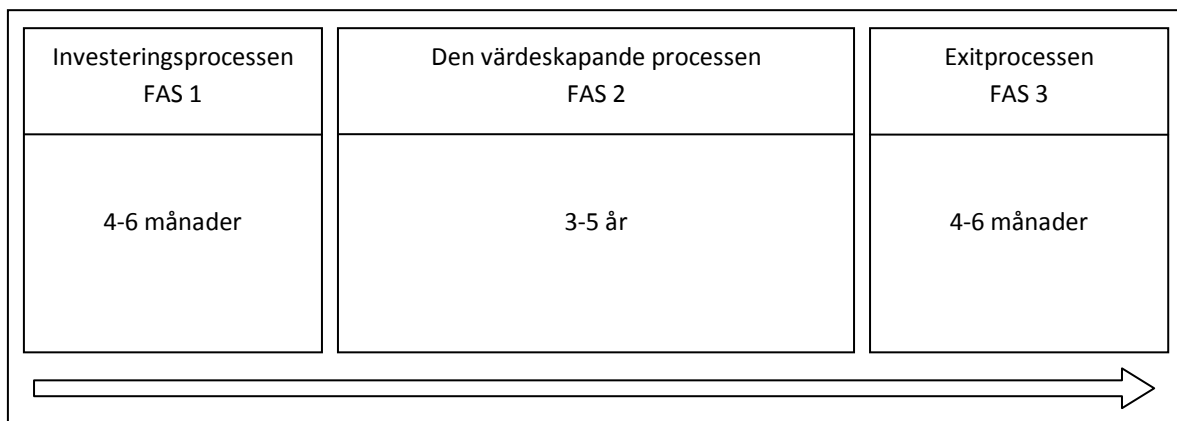 Investeringsprocessen
FAS 1
4-6 månader
Den värdeskapande processen
FAS 2
3-5 år
Exitprocessen
FAS 3
4-6 månader